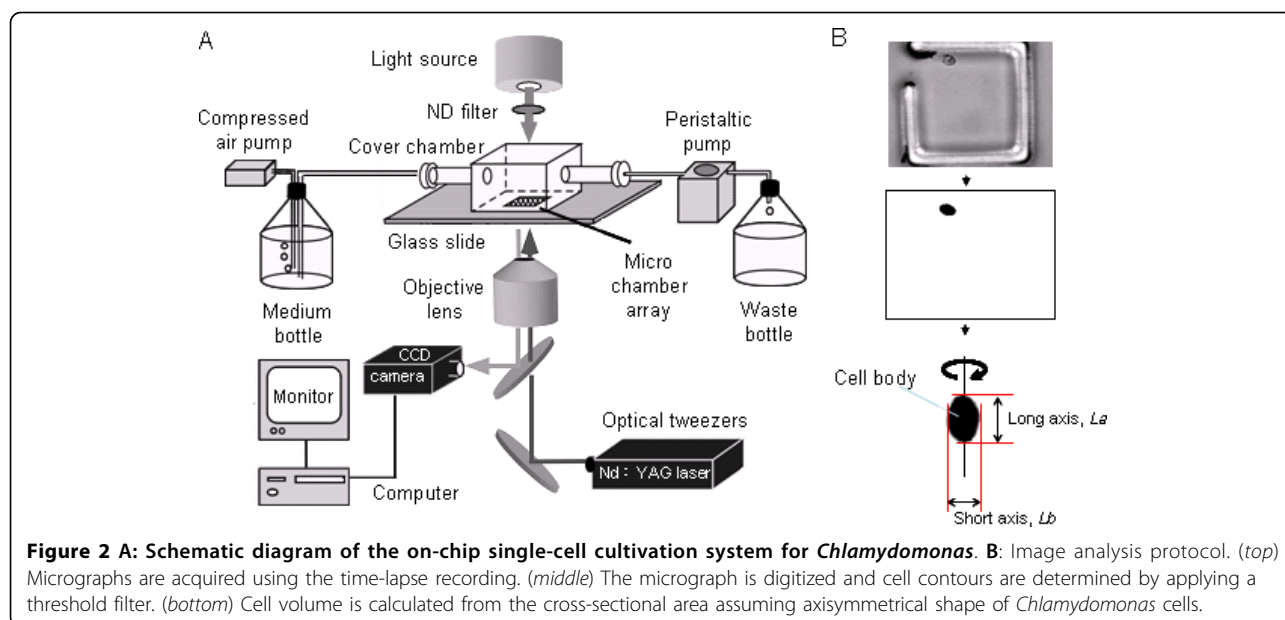 A
B
Light source
ND filter
Compressed
air pump
Cover chamber
Peristaltic
pump
Glass slide
Micro
chamber
array
Objective
lens
Medium
bottle
Waste
bottle
CCD
camera
Monitor
Computer
Optical tweezers
Nd: YAG laser
Cell body
Long axis, La
Short axis, Lb
Figure 2 A: Schematic diagram of the on-chip single-cell cultivation system for Chlamydomonas. B: Image analysis protocol. (top)
Micrographs are acquired using the time-lapse recording. (middle) The micrograph is digitized and cell contours are determined by applying a
threshold filter. (bottom) Cell volume is calculated from the cross-sectional area assuming axisymmetrical shape of Chlamydomonas cells.